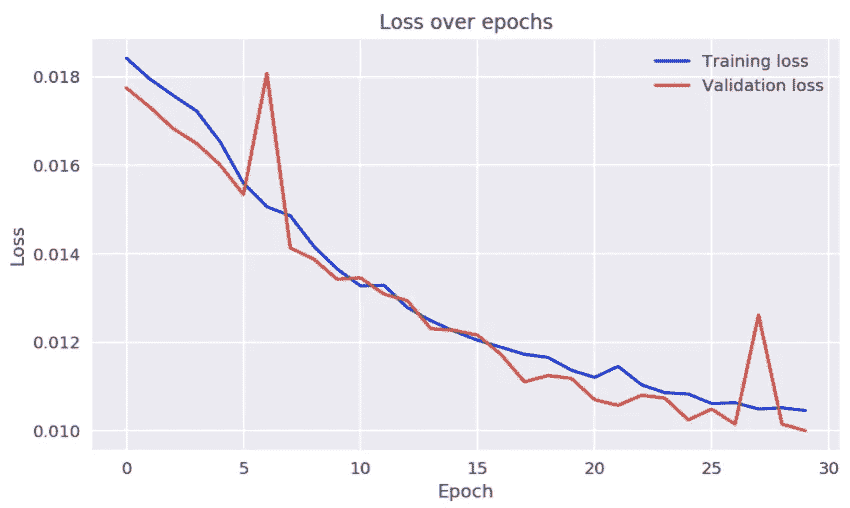 Loss over epochs
Training loss
Validation loss
0.018
0.016
0.014
0.012
0.010
Loss
0 5 10 15 20 25 30
Epoch